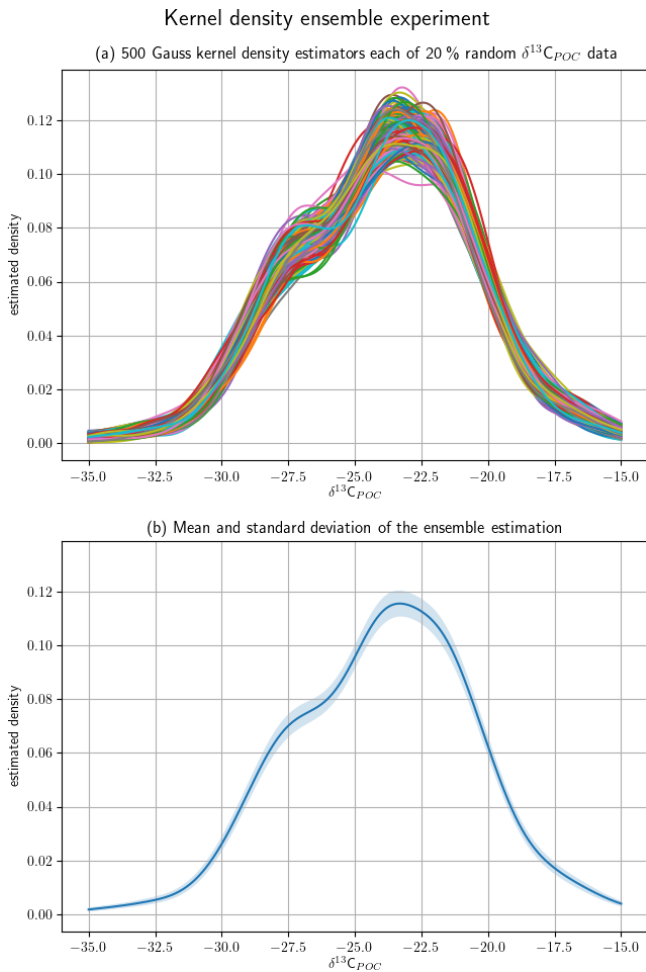 Kernel density ensemble experiment
(a) 500 Gauss kernel density estimators each of 20 % random δ¹³C_POC data
0.12
0.10
0.08
0.06
0.04
0.02
0.00
estimated density
−35.0 −32.5 −30.0 −27.5 −25.0 −22.5 −20.0 −17.5 −15.0
δ¹³C_POC
(b) Mean and standard deviation of the ensemble estimation
0.12
0.10
0.08
0.06
0.04
0.02
0.00
estimated density
−35.0 −32.5 −30.0 −27.5 −25.0 −22.5 −20.0 −17.5 −15.0
δ¹³C_POC